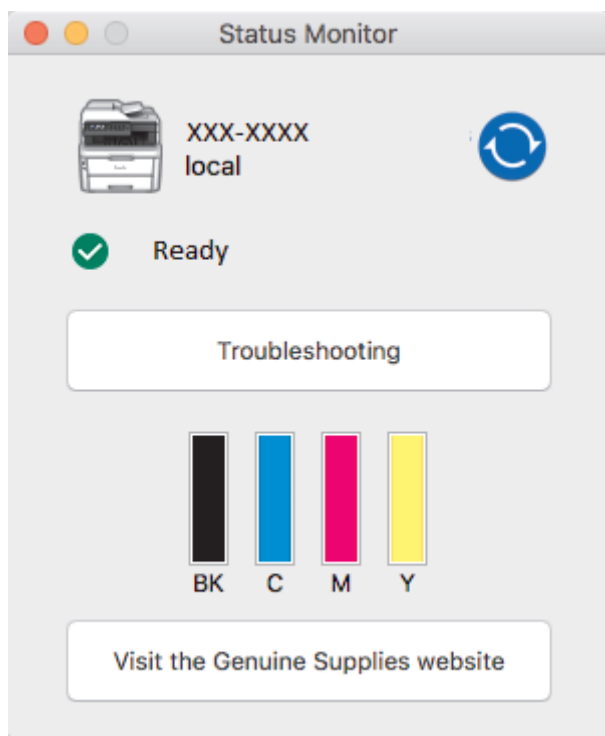 Status Monitor
XXX-XXXX
local
Ready
Troubleshooting
BK C M Y
Visit the Genuine Supplies website